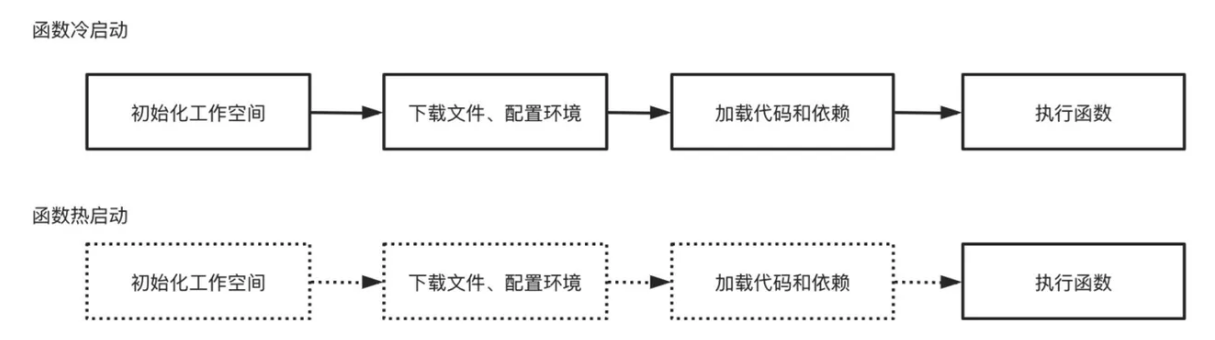 函数冷启动
初始化工作空间
下载文件、配置环境
加载代码和依赖
执行函数
函数热启动
初始化工作空间
下载文件、配置环境
加载代码和依赖
执行函数